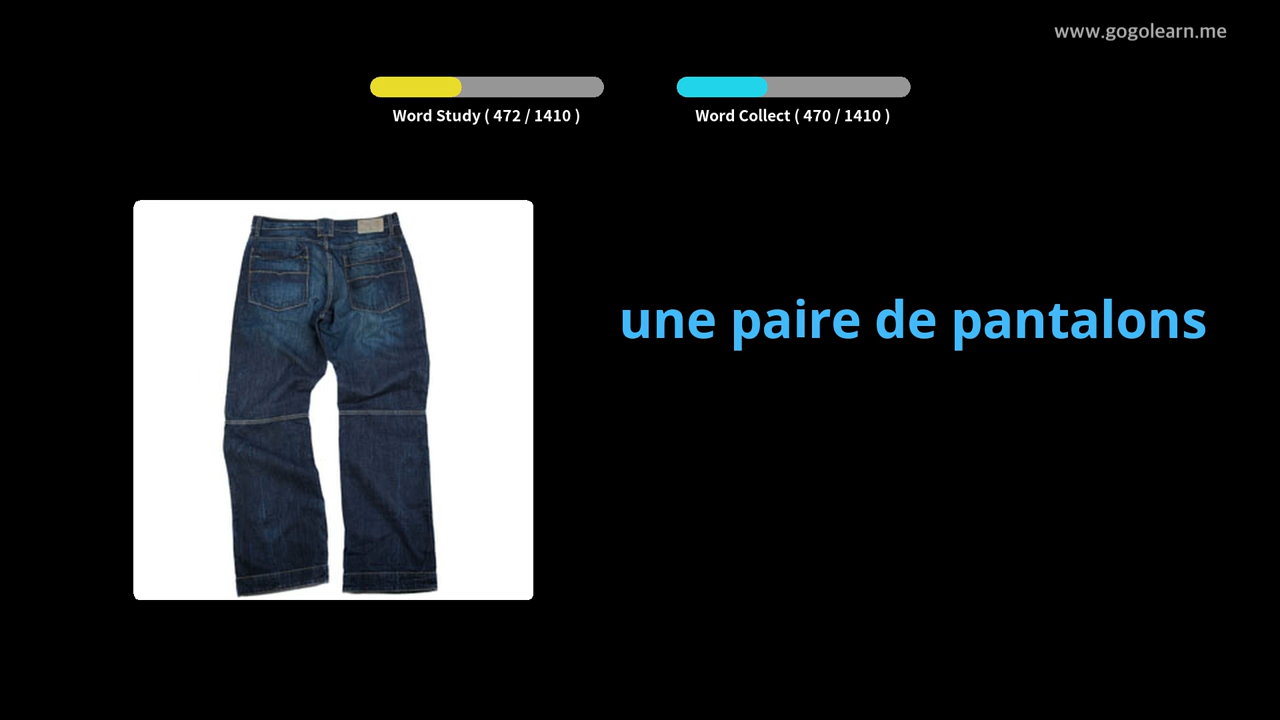 www.gogolearn.me
Word Study ( 472 / 1410 )
Word Collect ( 470 / 1410 )
une paire de pantalons